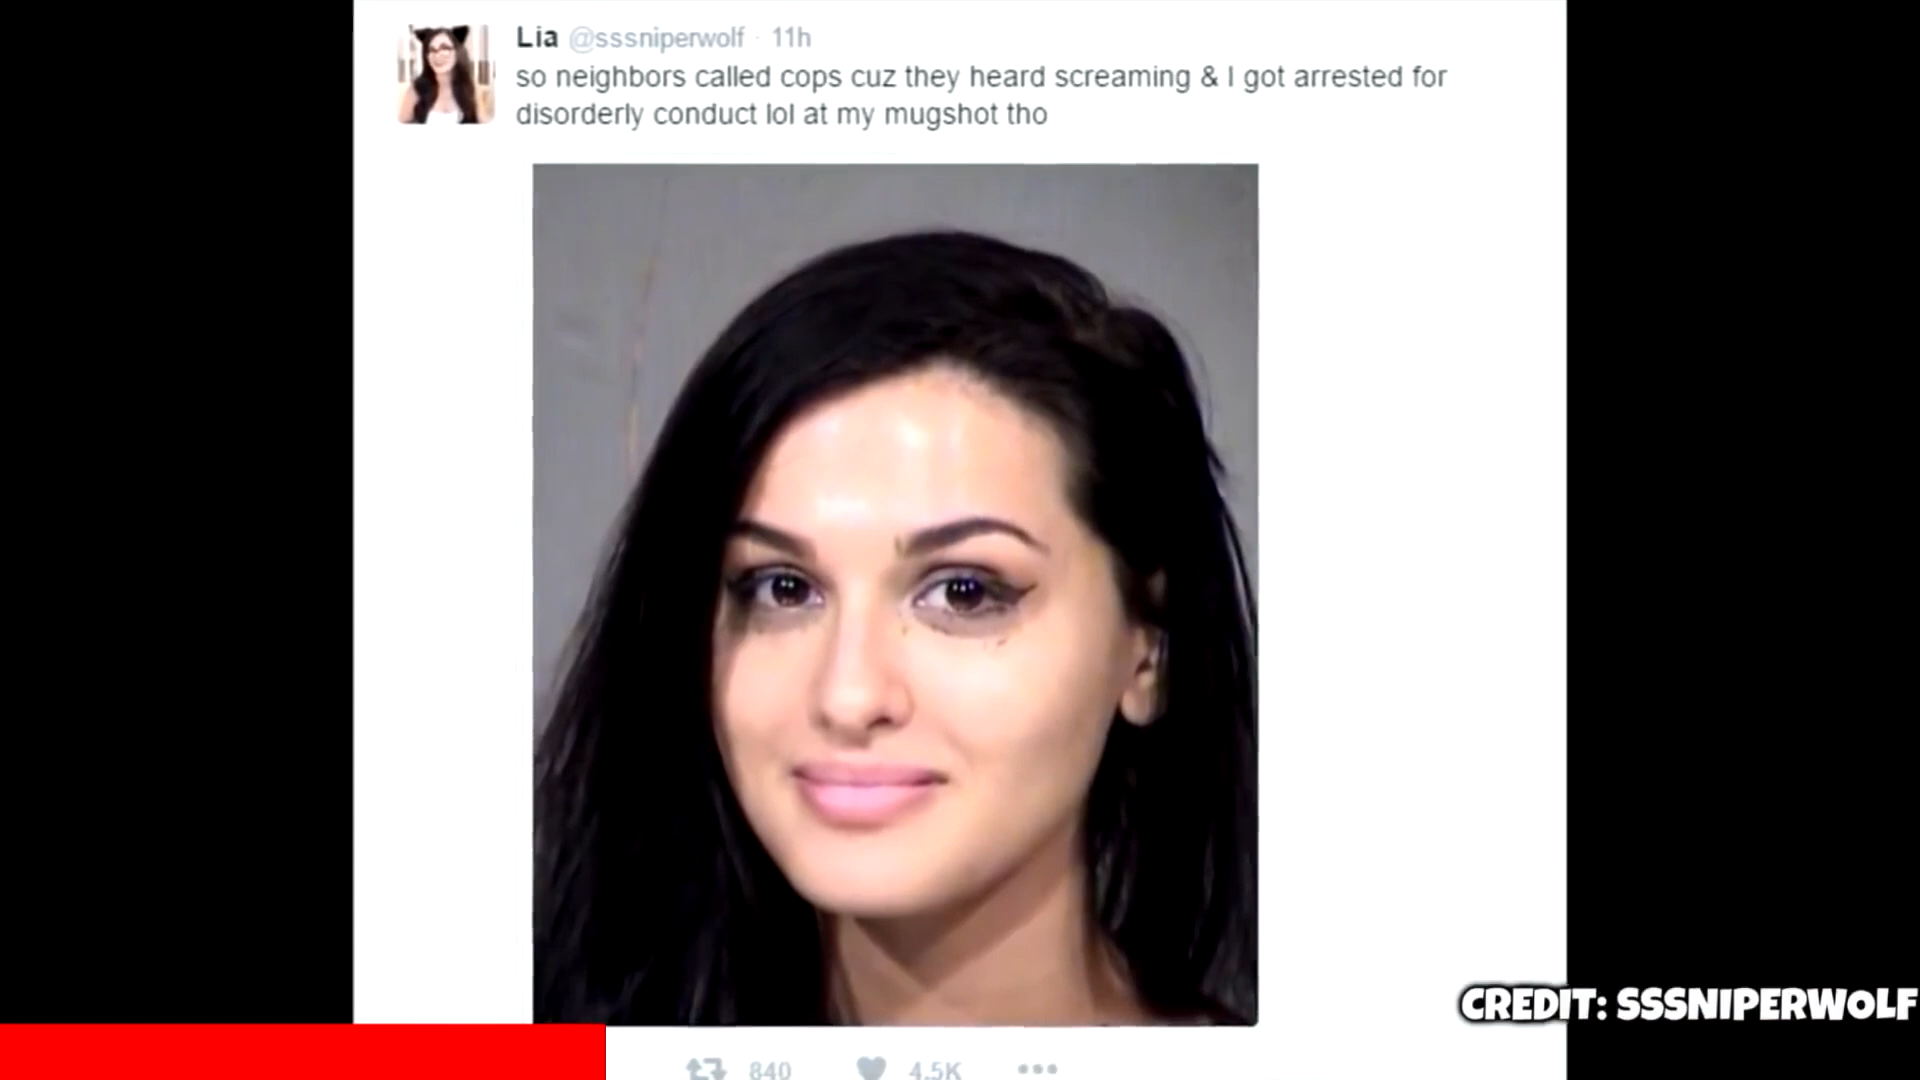 Lia @sssniperwolf · 11h
so neighbors called cops cuz they heard screaming & I got arrested for
disorderly conduct lol at my mugshot tho
CREDIT: SSSNIPERWOLF
840 4.5K